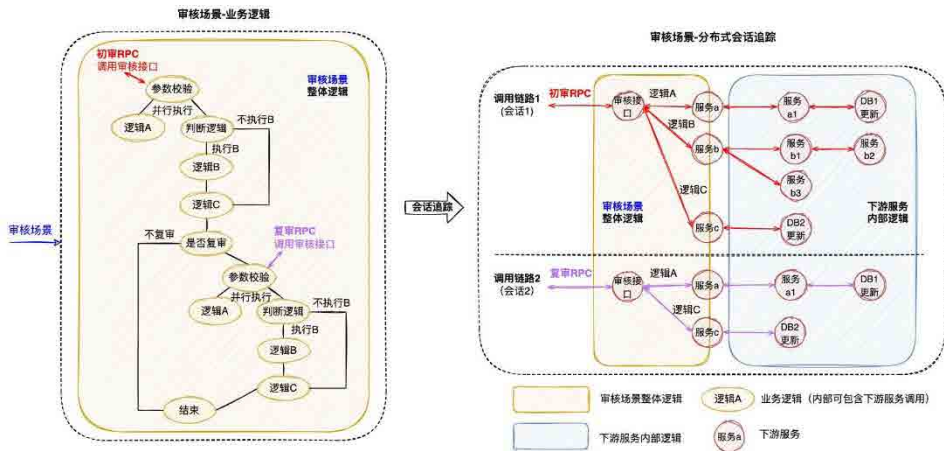 审核场景-业务逻辑
初审RPC
调用审核接口
审核场景
整体逻辑
参数校验
并行执行
不执行B
逻辑A
判断逻辑
执行B
逻辑B
逻辑C
审核场景
不复审
是否复审
复审RPC
调用审核接口
参数校验
并行执行
不执行B
逻辑A
判断逻辑
执行B
逻辑B
逻辑C
结束
会话追踪
审核场景-分布式会话追踪
调用链路1
(会话1)
初审RPC
审核接
口
逻辑A
服务a
服务
a1
DB1
更新
逻辑B
服务b
服务
b1
服务
b2
服务
b3
逻辑C
审核场景
整体逻辑
下游服务
内部逻辑
服务c
DB2
更新
调用链路2
(会话2)
复审RPC
审核接
口
逻辑A
服务a
服务
a1
DB1
更新
逻辑C
服务c
DB2
更新
审核场景整体逻辑
逻辑A
业务逻辑（内部可包含下游服务调用）
下游服务内部逻辑
服务a
下游服务